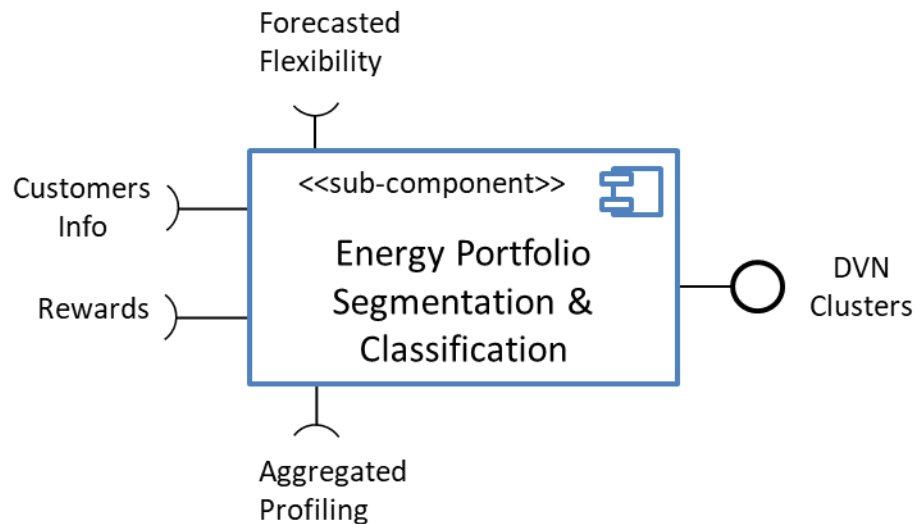 Forecasted
Flexibility
Customers
Info
Rewards
<<sub-component>>
Energy Portfolio
Segmentation &
Classification
DVN
Clusters
Aggregated
Profiling